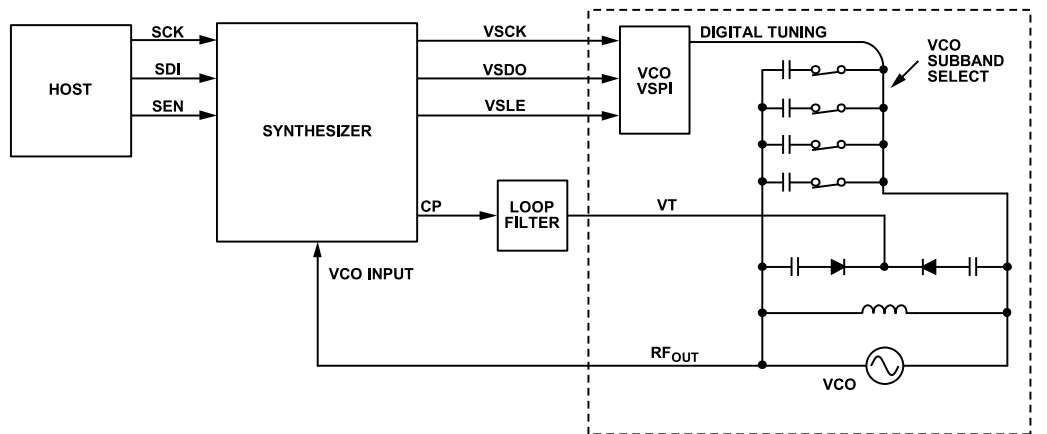 HOST
SCK
SDI
SEN
SYNTHESIZER
VSCK
VSDO
VSLE
VCO
VSPI
DIGITAL TUNING
VCO
SUBBAND
SELECT
CP
LOOP
FILTER
VT
VCO INPUT
RFOUT
VCO